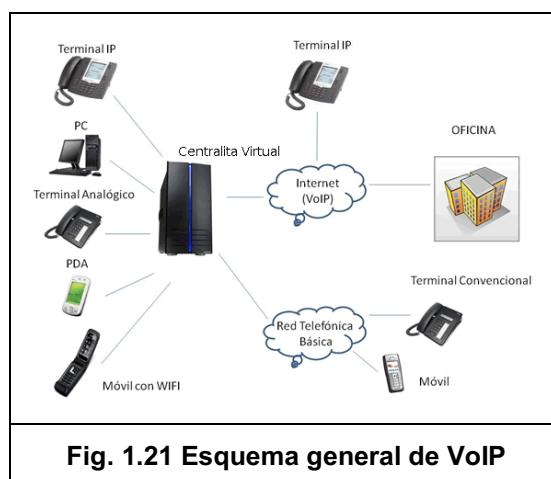 Terminal IP
Terminal IP
PC
OFICINA
Centralita Virtual
Internet
(VoIP)
Terminal Analógico
PDA
Terminal Convencional
Red Telefónica
Básica
Móvil con WIFI
Móvil
Fig. 1.21 Esquema general de VoIP